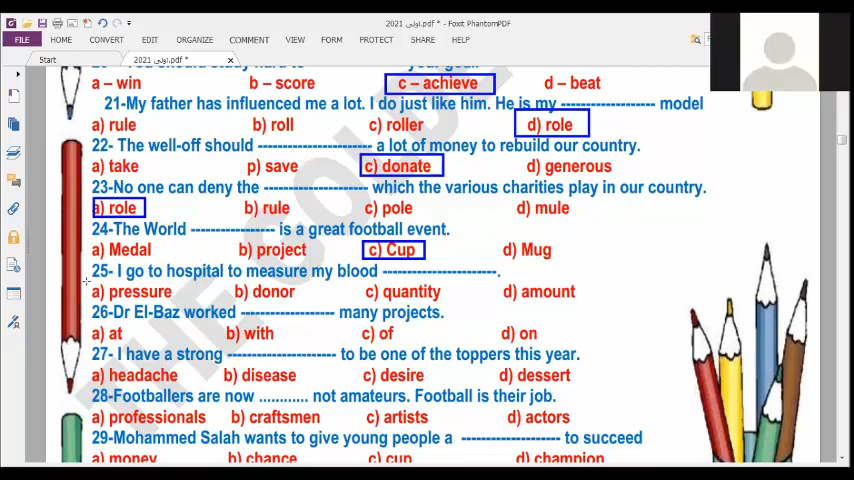 2021 اولى.pdf * - Foxit PhantomPDF
FILE HOME CONVERT EDIT ORGANIZE COMMENT VIEW FORM PROTECT SHARE HELP
Start 2021 اولى.pdf *
a – win b – score c – achieve d – beat
21-My father has influenced me a lot. I do just like him. He is my ------------------- model
a) rule b) roll c) roller d) role
22- The well-off should ----------------------- a lot of money to rebuild our country.
a) take p) save c) donate d) generous
23-No one can deny the --------------------- which the various charities play in our country.
a) role b) rule c) pole d) mule
24-The World ----------------- is a great football event.
a) Medal b) project c) Cup d) Mug
25- I go to hospital to measure my blood -----------------------.
a) pressure b) donor c) quantity d) amount
26-Dr El-Baz worked ------------------- many projects.
a) at b) with c) of d) on
27- I have a strong ---------------------- to be one of the toppers this year.
a) headache b) disease c) desire d) dessert
28-Footballers are now ............ not amateurs. Football is their job.
a) professionals b) craftsmen c) artists d) actors
29-Mohammed Salah wants to give young people a -------------------- to succeed
a) money b) chance c) cup d) champion
THE CO